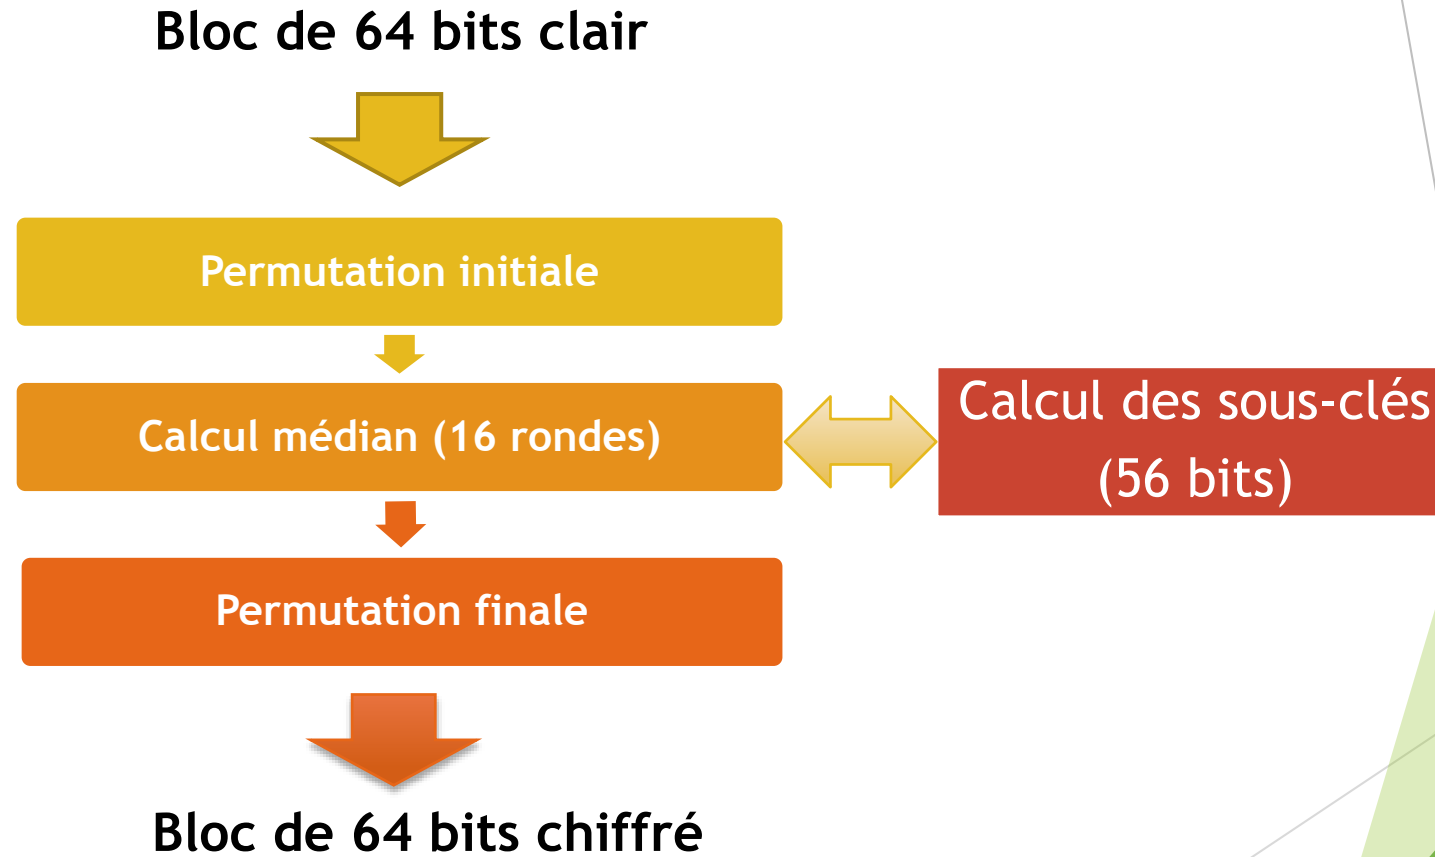 Bloc de 64 bits clair
Permutation initiale
Calcul médian (16 rondes)
Calcul des sous-clés
(56 bits)
Permutation finale
Bloc de 64 bits chiffré